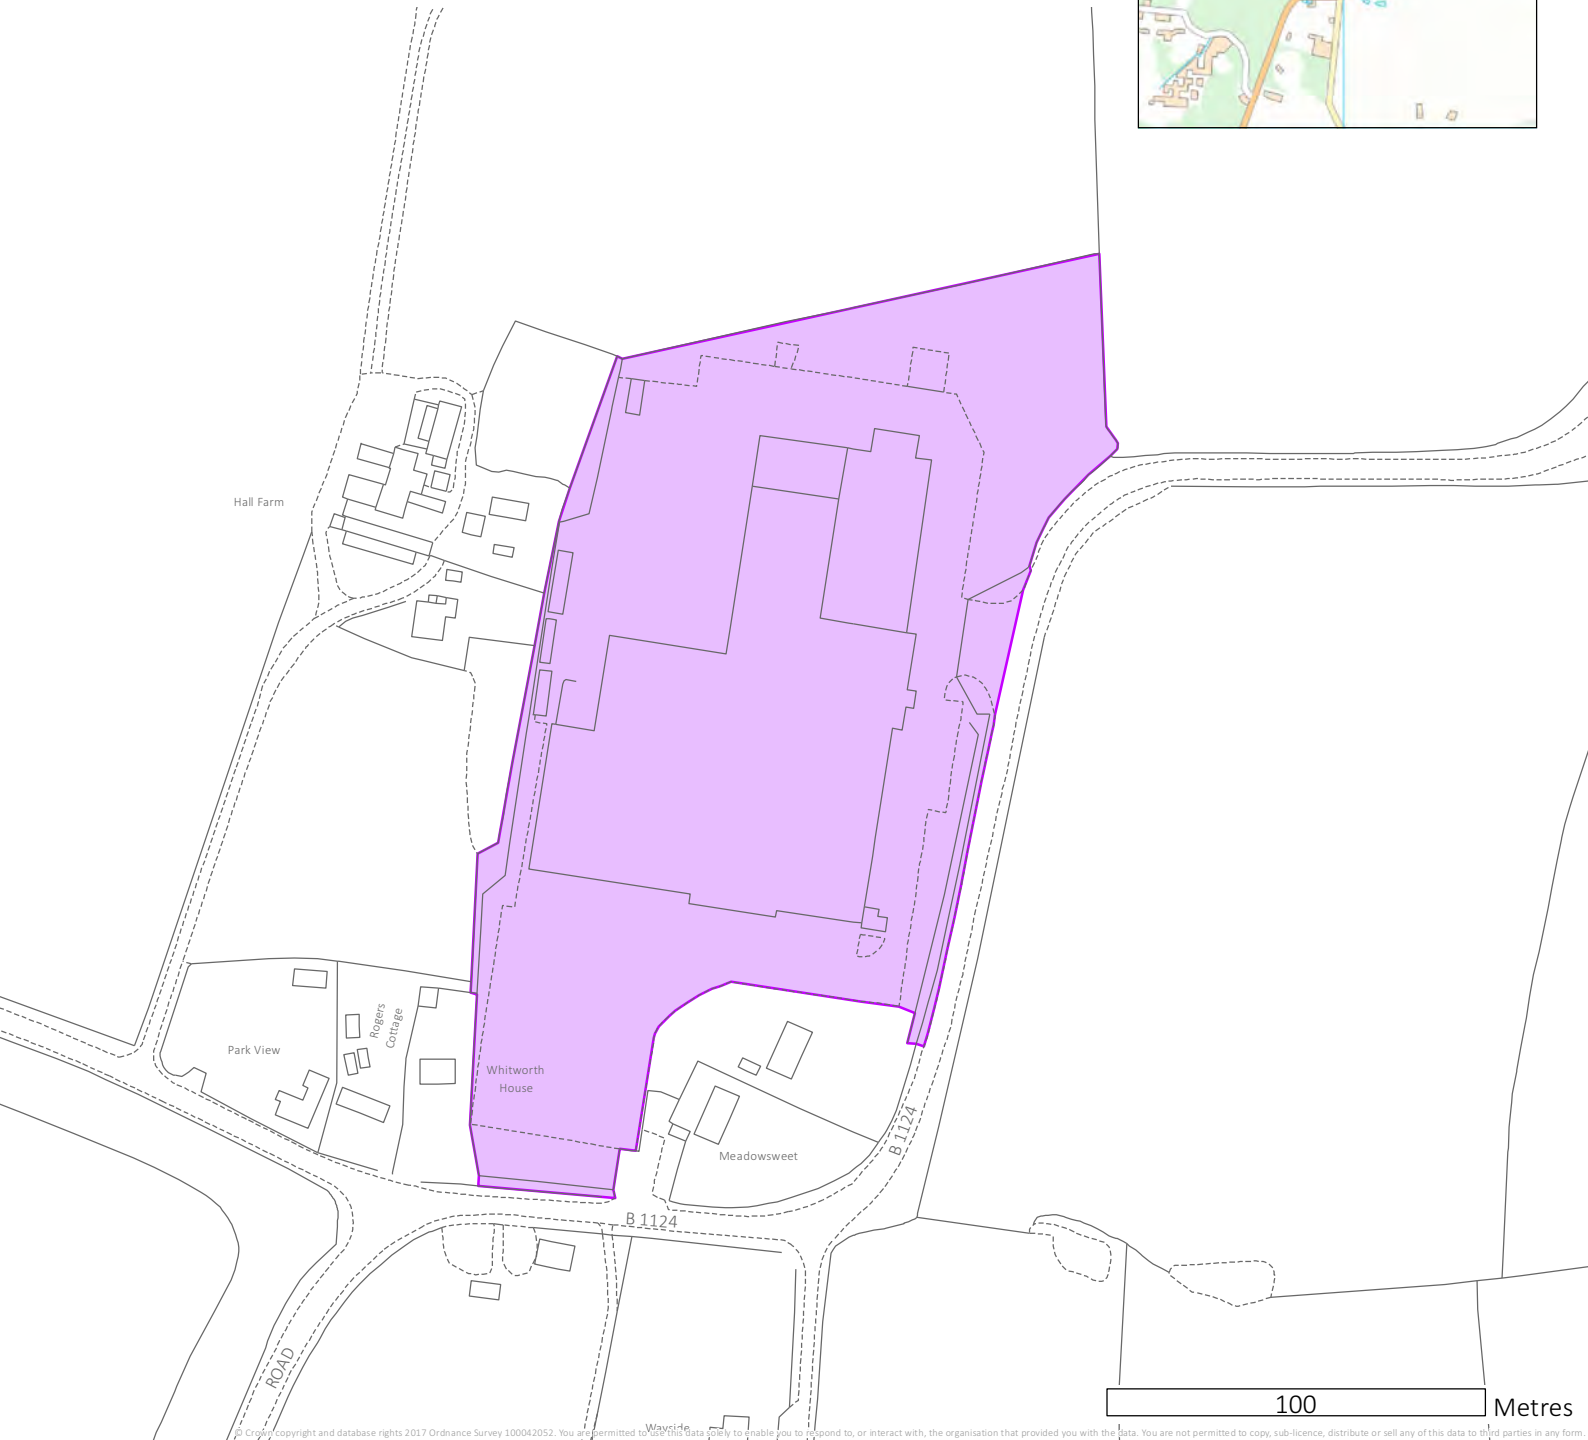 Hall Farm
Rogers
Cottage
Park View
Whitworth
House
Meadowsweet
B 1124
B 1124
ROAD
100
Metres
Wayside
© Crown copyright and database rights 2017 Ordnance Survey 100042052. You are permitted to use this data solely to enable you to respond to, or interact with, the organisation that provided you with the data. You are not permitted to copy, sub-licence, distribute or sell any of this data to third parties in any form.